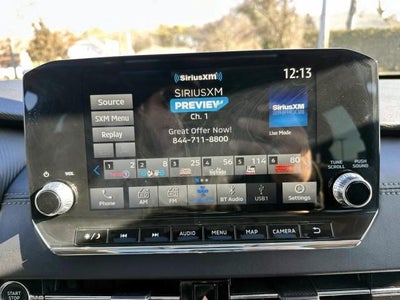 SiriusXM
12:13
SIRIUSXM
PREVIEW
Ch. 1
Great Offer Now!
844-711-8800
Source
SXM Menu
Replay
SiriusXM
Live Mode
1 2 8 3 25 4 56 5 114 6 80
Phone AM FM BT Audio USB1 Settings
VOL
TUNE
SCROLL
PUSH
SOUND
AUDIO MENU MAP CAMERA
START
STOP